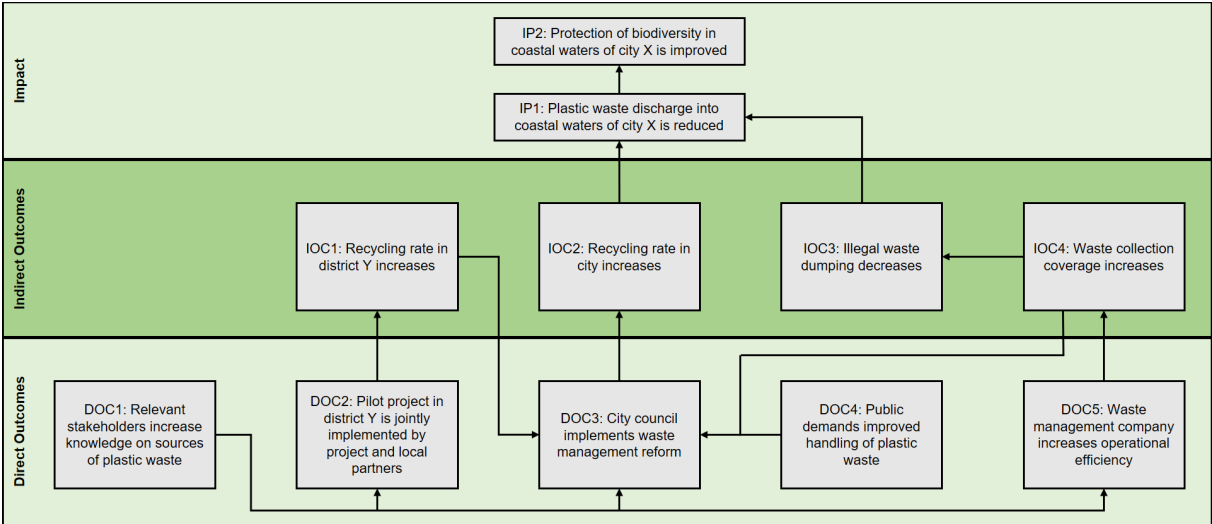 Impact
IP2: Protection of biodiversity in
coastal waters of city X is improved
IP1: Plastic waste discharge into
coastal waters of city X is reduced
Indirect Outcomes
IOC1: Recycling rate in
district Y increases
IOC2: Recycling rate in
city increases
IOC3: Illegal waste
dumping decreases
IOC4: Waste collection
coverage increases
Direct Outcomes
DOC1: Relevant
stakeholders increase
knowledge on sources
of plastic waste
DOC2: Pilot project in
district Y is jointly
implemented by
project and local
partners
DOC3: City council
implements waste
management reform
DOC4: Public
demands improved
handling of plastic
waste
DOC5: Waste
management company
increases operational
efficiency